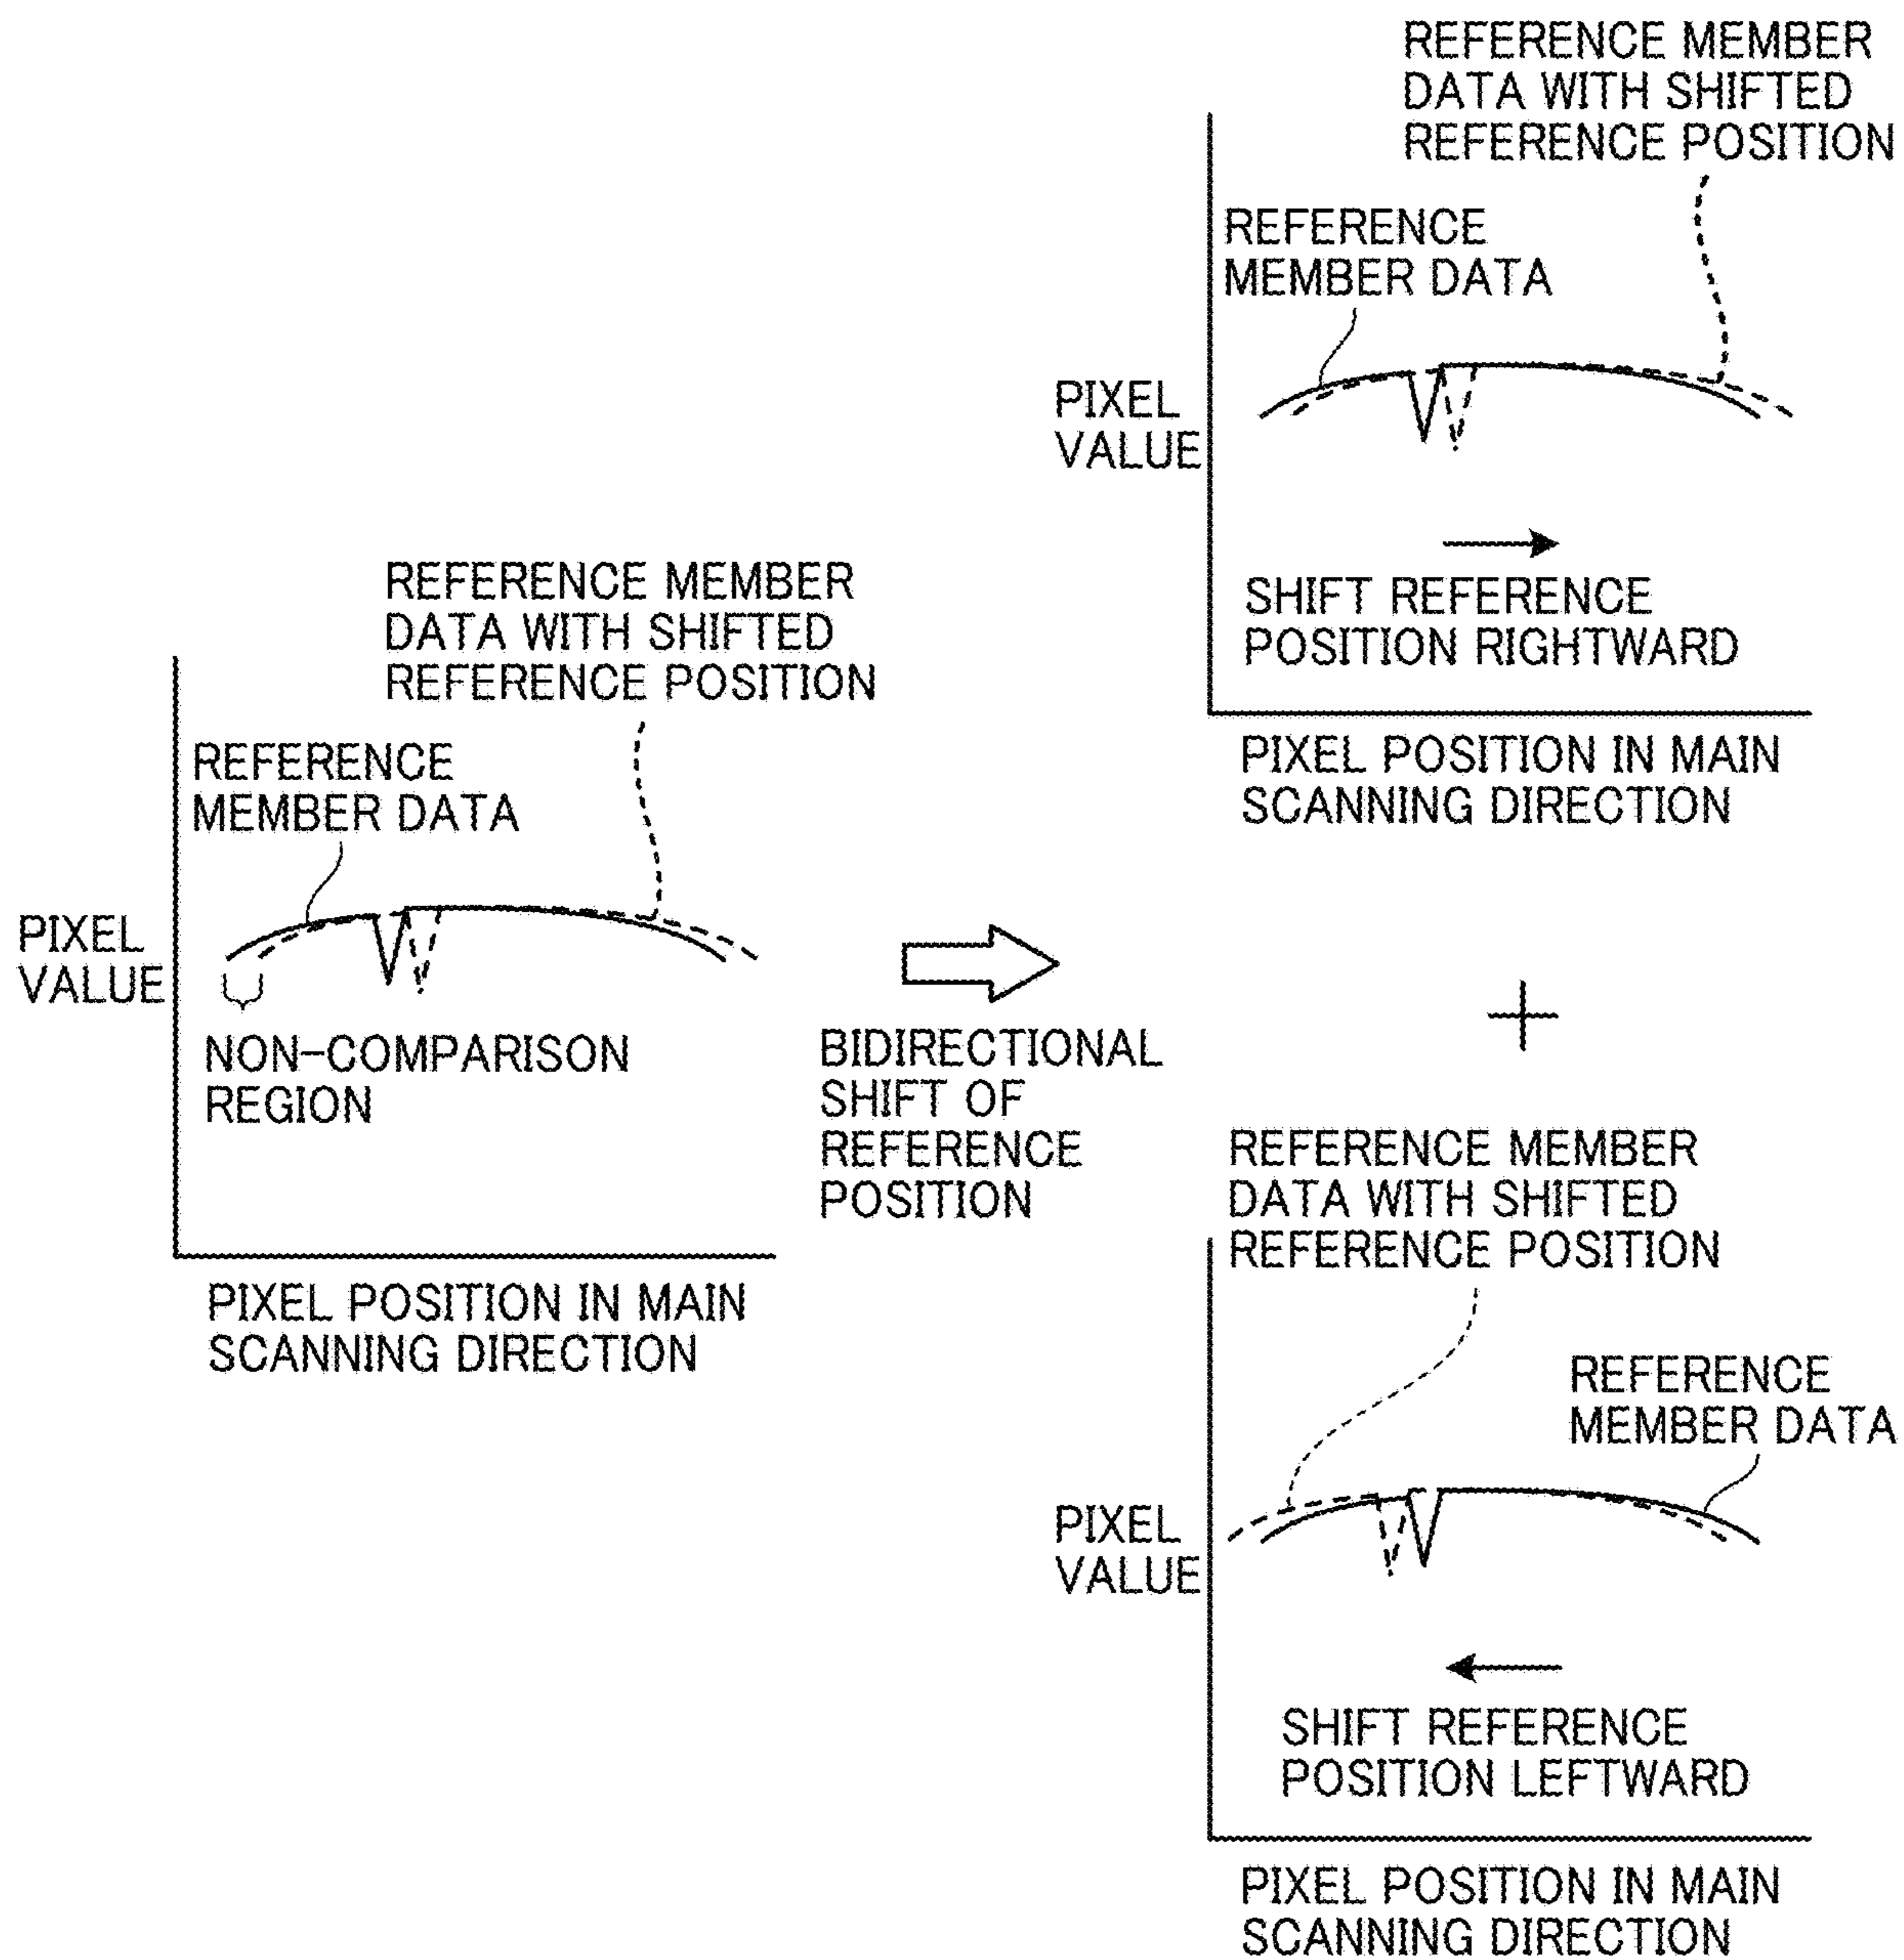 REFERENCE MEMBER
DATA WITH SHIFTED
REFERENCE POSITION
REFERENCE
MEMBER DATA
PIXEL
VALUE
NON-COMPARISON
REGION
PIXEL POSITION IN MAIN
SCANNING DIRECTION
BIDIRECTIONAL
SHIFT OF
REFERENCE
POSITION
REFERENCE MEMBER
DATA WITH SHIFTED
REFERENCE POSITION
REFERENCE
MEMBER DATA
PIXEL
VALUE
SHIFT REFERENCE
POSITION RIGHTWARD
PIXEL POSITION IN MAIN
SCANNING DIRECTION
+
REFERENCE MEMBER
DATA WITH SHIFTED
REFERENCE POSITION
REFERENCE
MEMBER DATA
PIXEL
VALUE
SHIFT REFERENCE
POSITION LEFTWARD
PIXEL POSITION IN MAIN
SCANNING DIRECTION